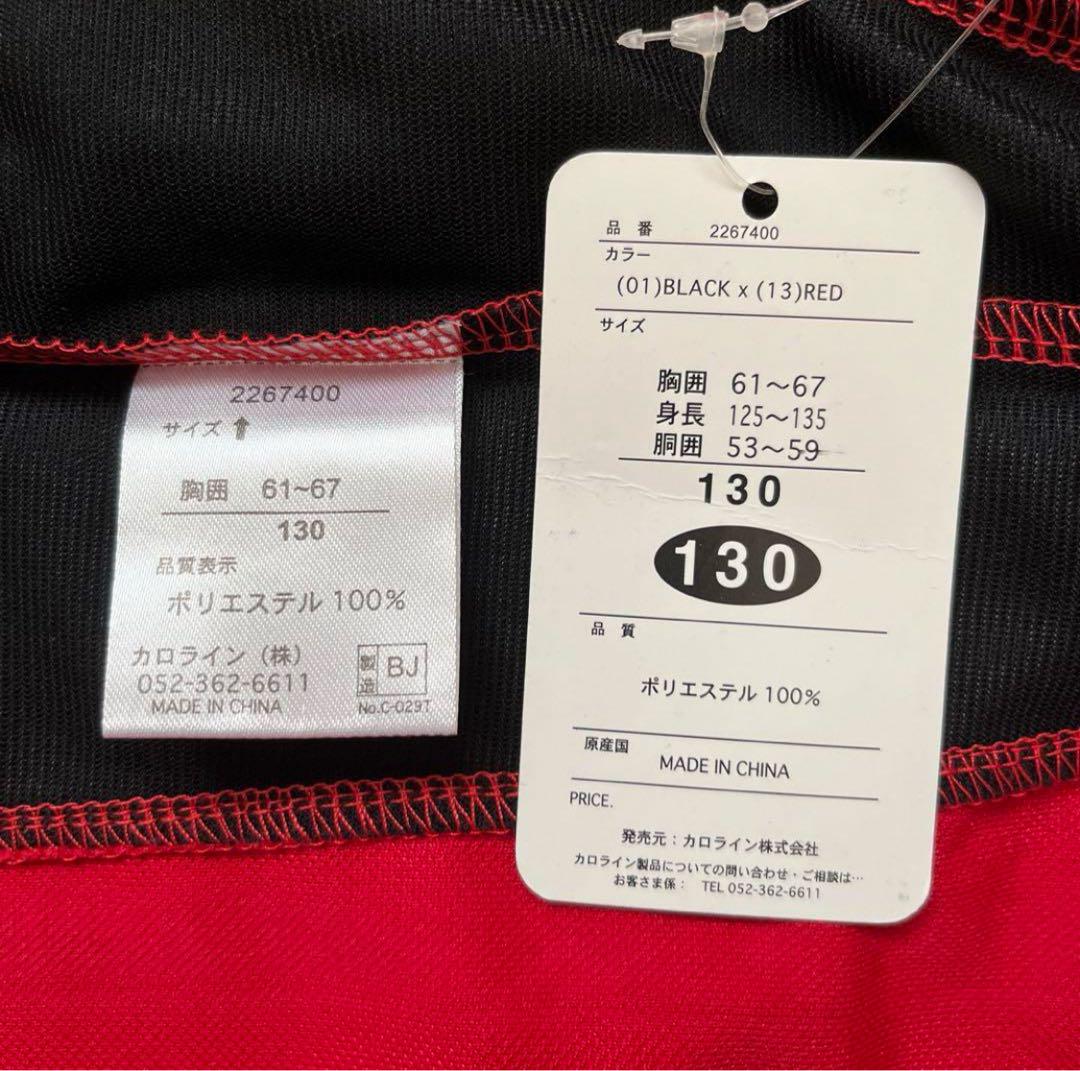 2267400
サイズ ⬆
胸囲 61~67
130
品質表示
ポリエステル 100%
カロライン（株）
052-362-6611
MADE IN CHINA
製造 BJ
No.C-029T
品 番 2267400
カラー
(01)BLACK x (13)RED
サイズ
胸囲 61～67
身長 125～135
胴囲 53～59
130
130
品 質
ポリエステル 100%
原産国
MADE IN CHINA
PRICE.
発売元：カロライン株式会社
カロライン製品についての問い合わせ・ご相談は…
お客さま係： TEL 052-362-6611